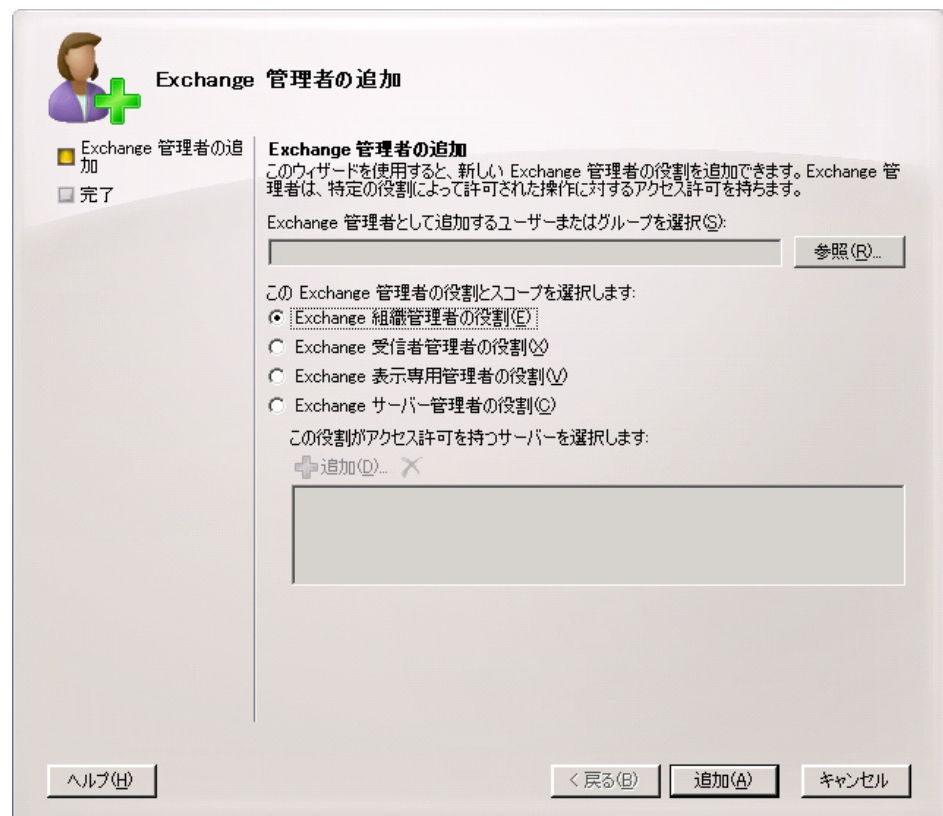 Exchange 管理者の追加
Exchange 管理者の追
加
完了
Exchange 管理者の追加
このウィザードを使用すると、新しい Exchange 管理者の役割を追加できます。Exchange 管
理者は、特定の役割によって許可された操作に対するアクセス許可を持ちます。
Exchange 管理者として追加するユーザーまたはグループを選択(S):
参照(R)...
この Exchange 管理者の役割とスコープを選択します:
Exchange 組織管理者の役割(E)
Exchange 受信者管理者の役割(X)
Exchange 表示専用管理者の役割(V)
Exchange サーバー管理者の役割(C)
この役割がアクセス許可を持つサーバーを選択します:
追加(D)...
ヘルプ(H)
< 戻る(B)
追加(A)
キャンセル